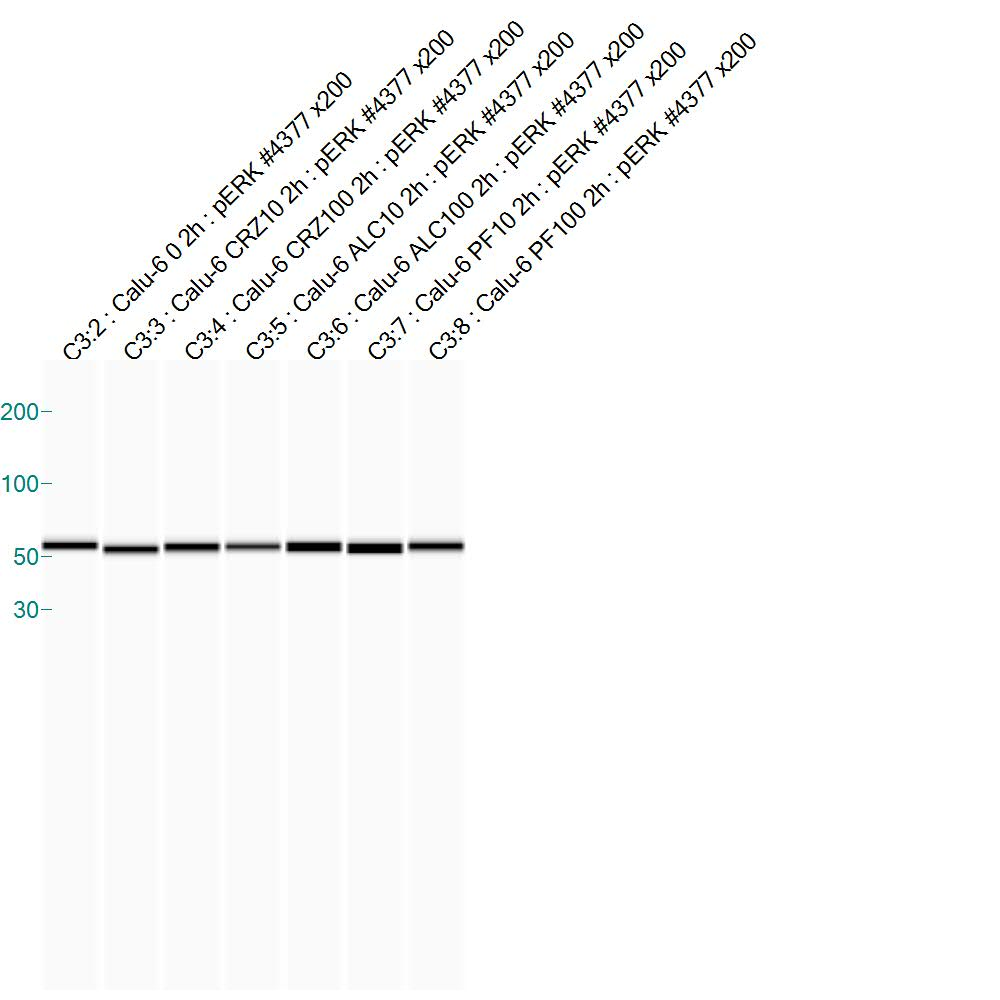 C3:2 : Calu-6 0 2h : pERK #4377 x200
C3:3 : Calu-6 CRZ10 2h : pERK #4377 x200
C3:4 : Calu-6 CRZ100 2h : pERK #4377 x200
C3:5 : Calu-6 ALC10 2h : pERK #4377 x200
C3:6 : Calu-6 ALC100 2h : pERK #4377 x200
C3:7 : Calu-6 PF10 2h : pERK #4377 x200
C3:8 : Calu-6 PF100 2h : pERK #4377 x200
200
100
50
30